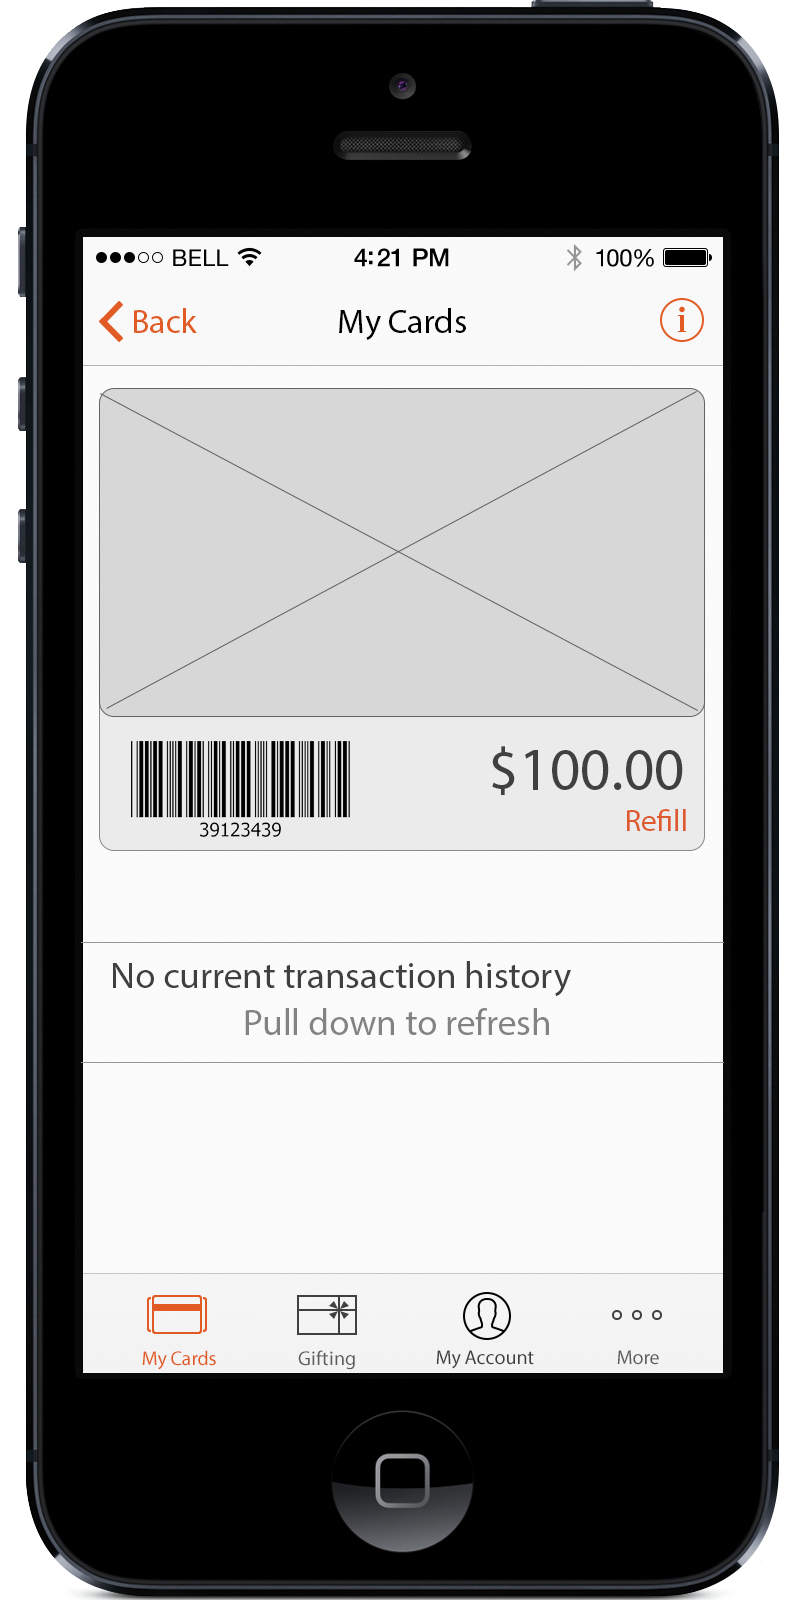 BELL 4:21 PM 100%
Back My Cards i
39123439
$100.00
Refill
No current transaction history
Pull down to refresh
My Cards Gifting My Account More